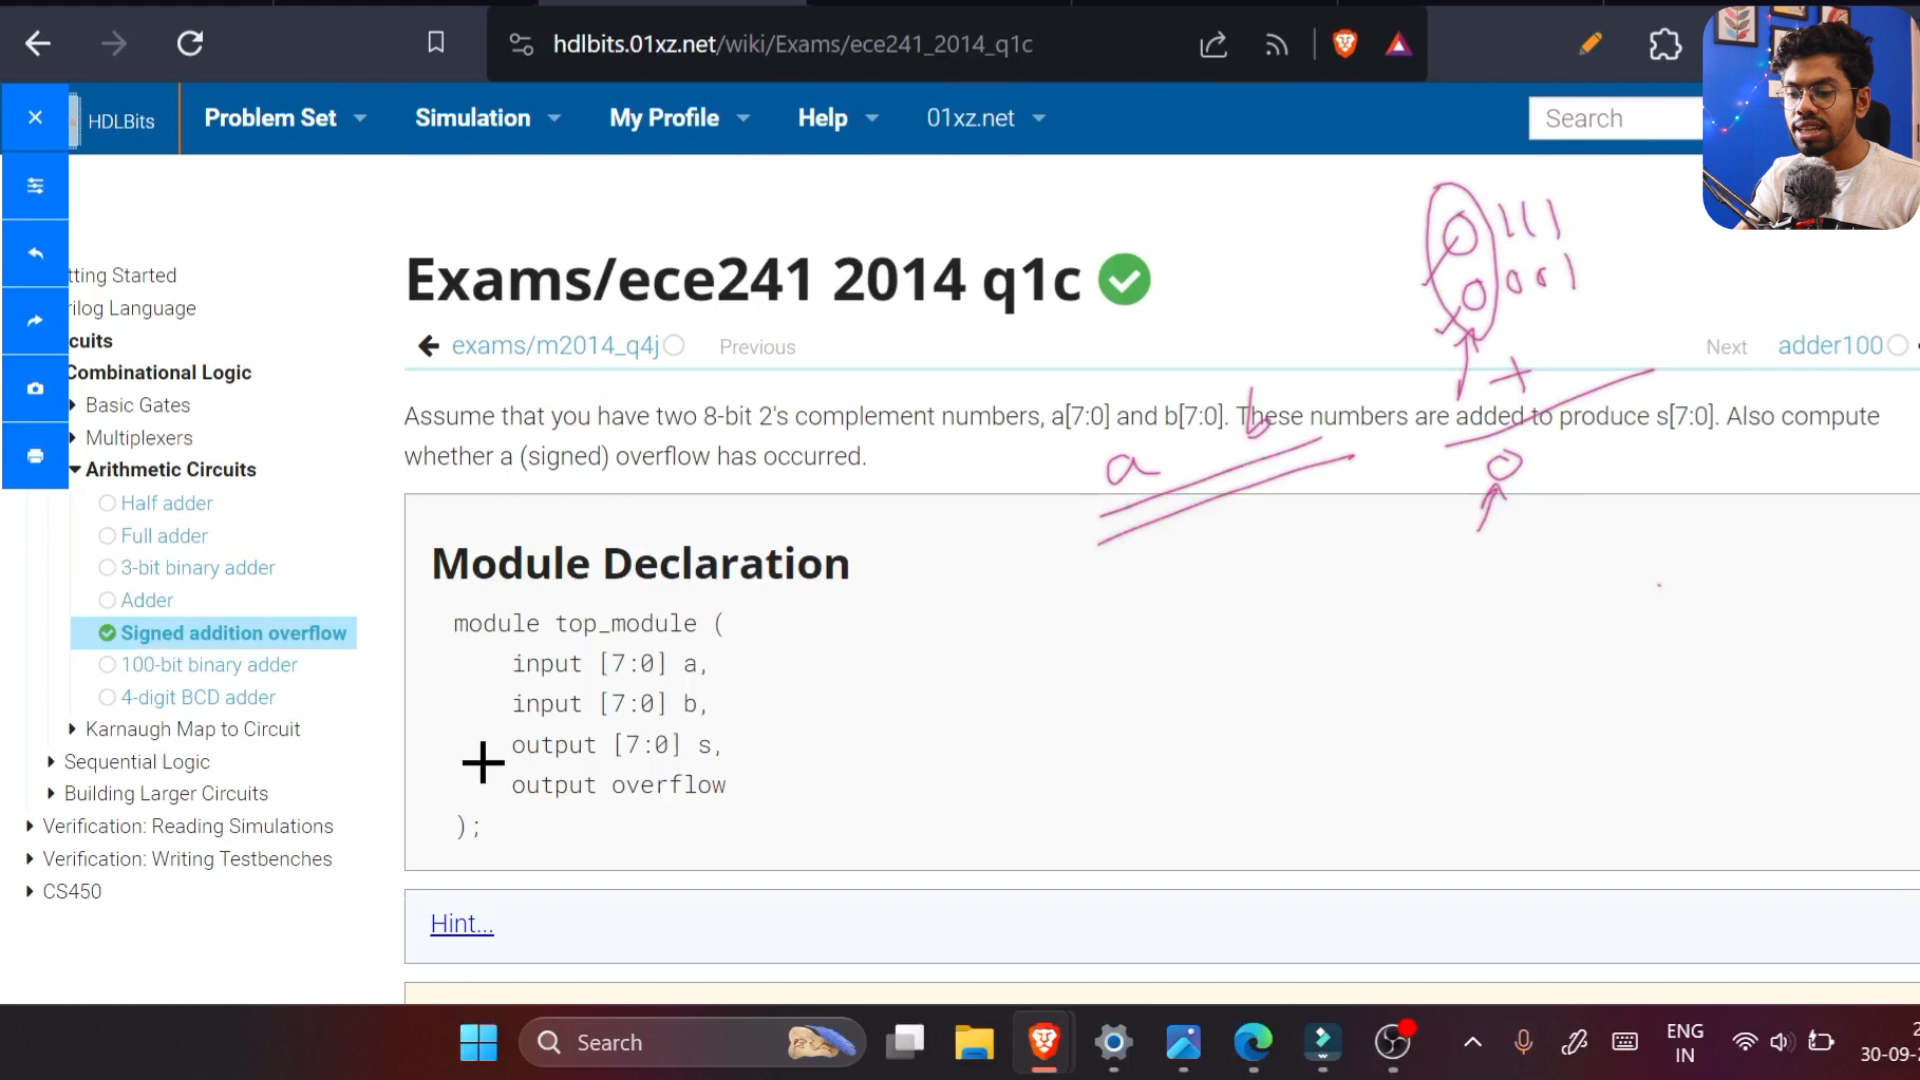 hdlbits.01xz.net/wiki/Exams/ece241_2014_q1c
HDLBits
Problem Set
Simulation
My Profile
Help
01xz.net
Search
tting Started
rilog Language
cuits
Combinational Logic
Basic Gates
Multiplexers
Arithmetic Circuits
Half adder
Full adder
3-bit binary adder
Adder
Signed addition overflow
100-bit binary adder
4-digit BCD adder
Karnaugh Map to Circuit
Sequential Logic
Building Larger Circuits
Verification: Reading Simulations
Verification: Writing Testbenches
CS450
Exams/ece241 2014 q1c
exams/m2014_q4j
Previous
Next
adder100
0111
0001
+
0
a b
Assume that you have two 8-bit 2's complement numbers, a[7:0] and b[7:0]. These numbers are added to produce s[7:0]. Also compute
whether a (signed) overflow has occurred.
Module Declaration
module top_module (
input [7:0] a,
input [7:0] b,
output [7:0] s,
output overflow
);
Hint...
Search
ENG
IN
30-09-